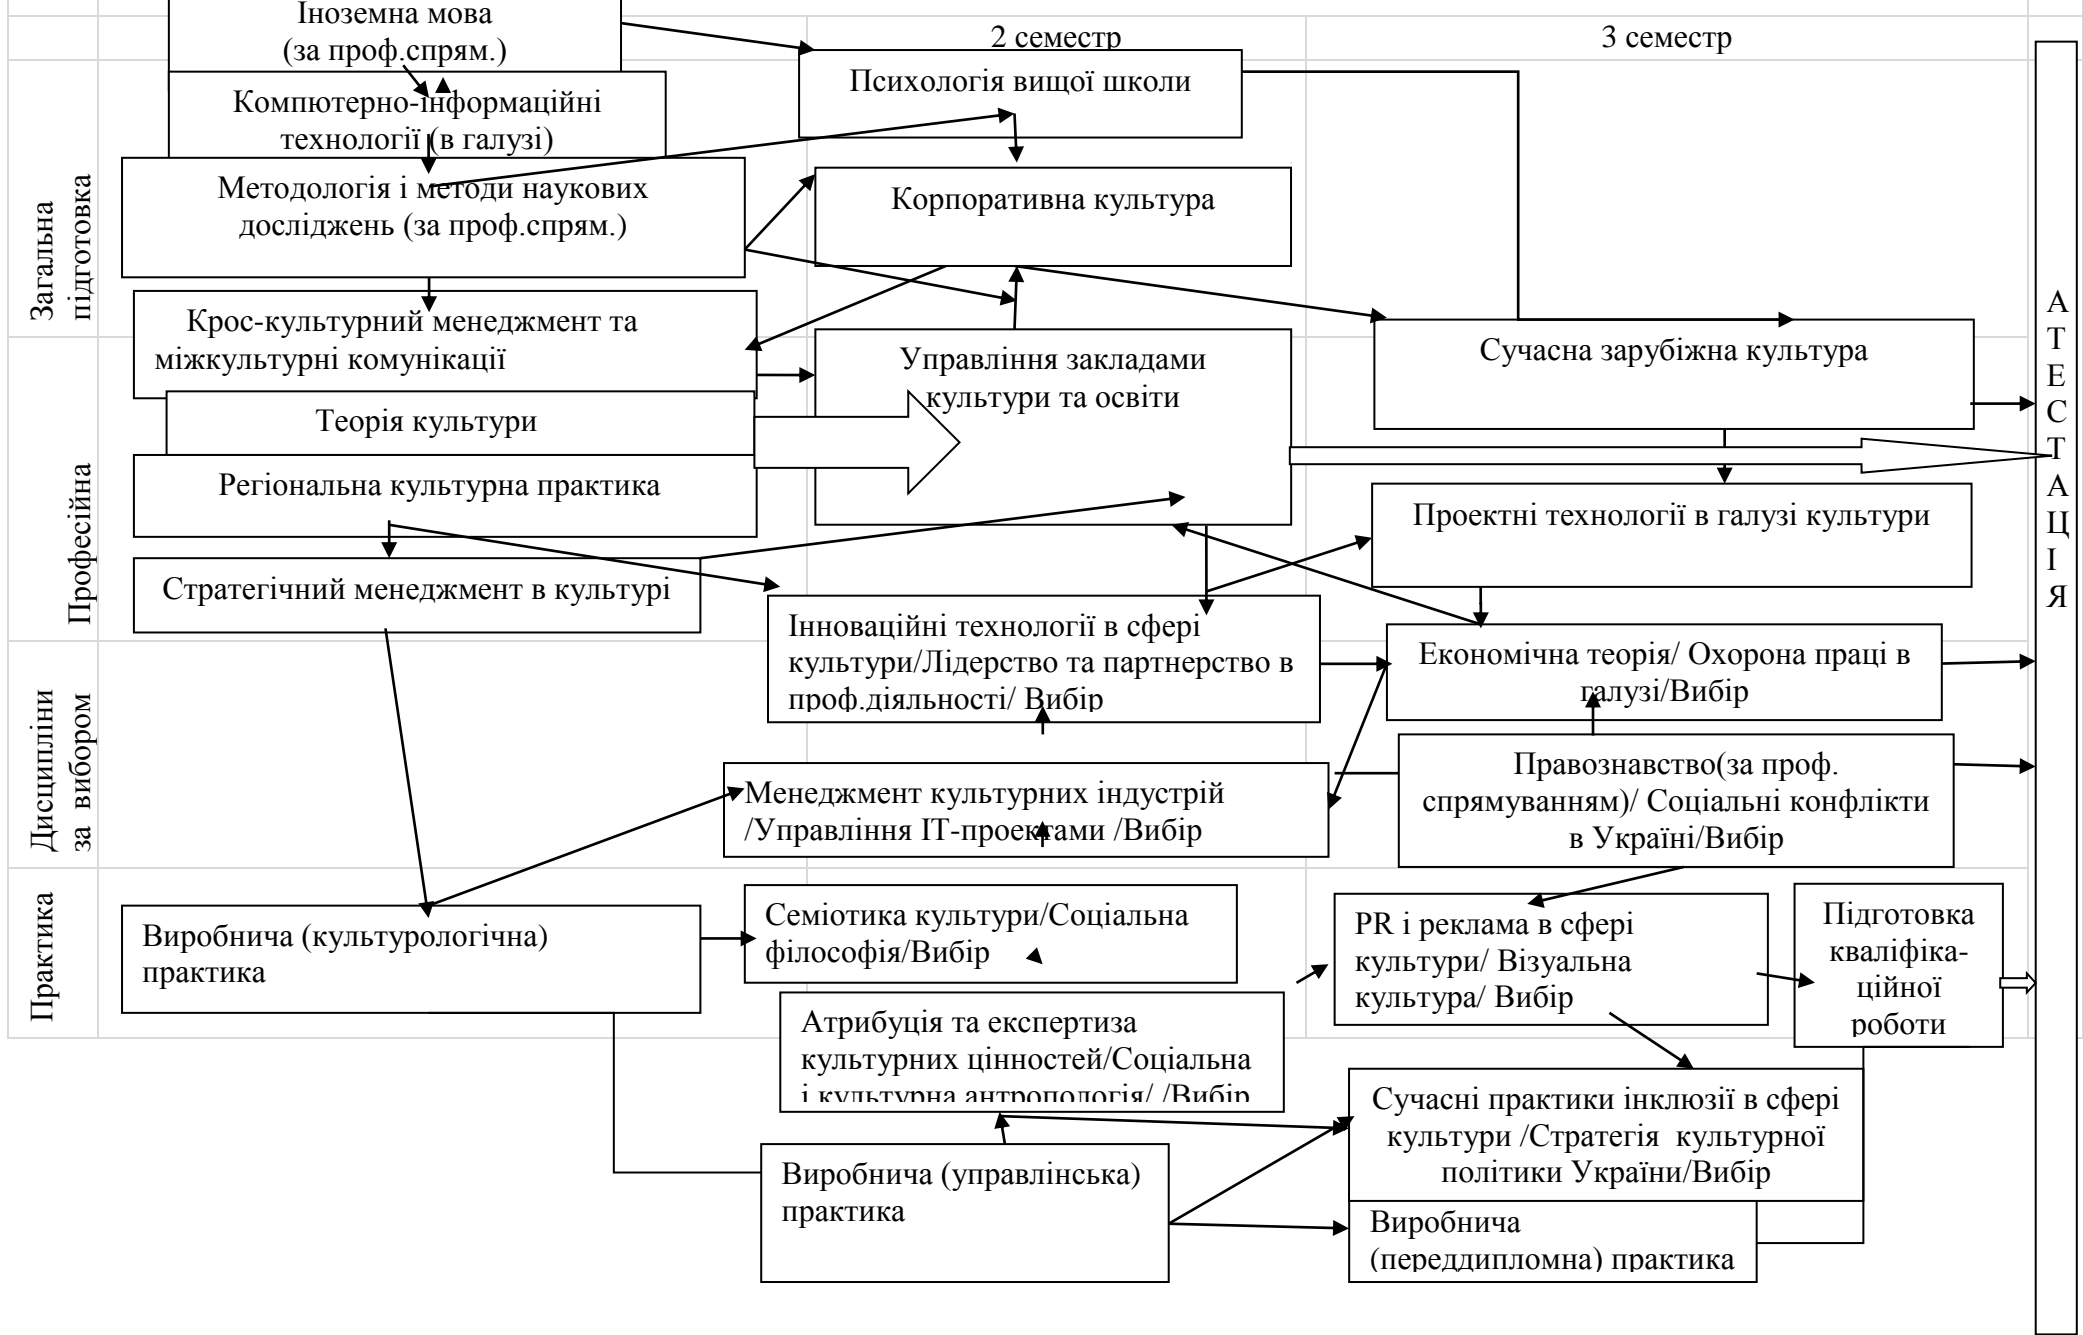 Іноземна мова
(за проф.спрям.)
2 семестр
3 семестр
Загальна
підготовка
Компютерно-інформаційні
технології (в галузі)
Психологія вищої школи
Методологія і методи наукових
досліджень (за проф.спрям.)
Корпоративна культура
Крос-культурний менеджмент та
міжкультурні комунікації
Управління закладами
культури та освіти
Сучасна зарубіжна культура
Професійна
Теорія культури
Регіональна культурна практика
Проектні технології в галузі культури
Стратегічний менеджмент в культурі
Інноваційні технології в сфері
культури/Лідерство та партнерство в
проф.діяльності/ Вибір
Економічна теорія/ Охорона праці в
галузі/Вибір
Дисципліни
за вибором
Менеджмент культурних індустрій
/Управління ІТ-проектами /Вибір
Правознавство(за проф.
спрямуванням)/ Соціальні конфлікти
в Україні/Вибір
Практика
Виробнича (культурологічна)
практика
Семіотика культури/Соціальна
філософія/Вибір
PR і реклама в сфері
культури/ Візуальна
культура/ Вибір
Підготовка
кваліфіка-
ційної
роботи
Атрибуція та експертиза
культурних цінностей/Соціальна
і культурна антропологія/ /Вибір
Сучасні практики інклюзії в сфері
культури /Стратегія культурної
політики України/Вибір
Виробнича (управлінська)
практика
Виробнича
(переддипломна) практика
А
Т
Е
С
Т
А
Ц
І
Я